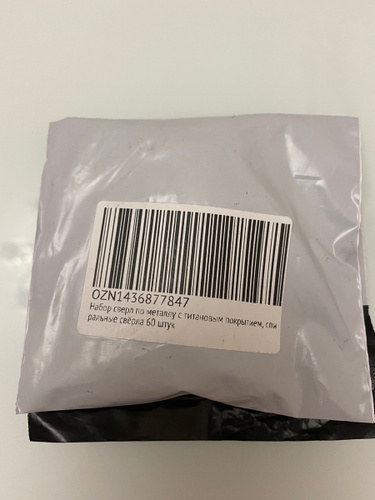 OZN1436877847
Набор сверл по металлу с титановым покрытием, спи
ральные свёрла 60 штук